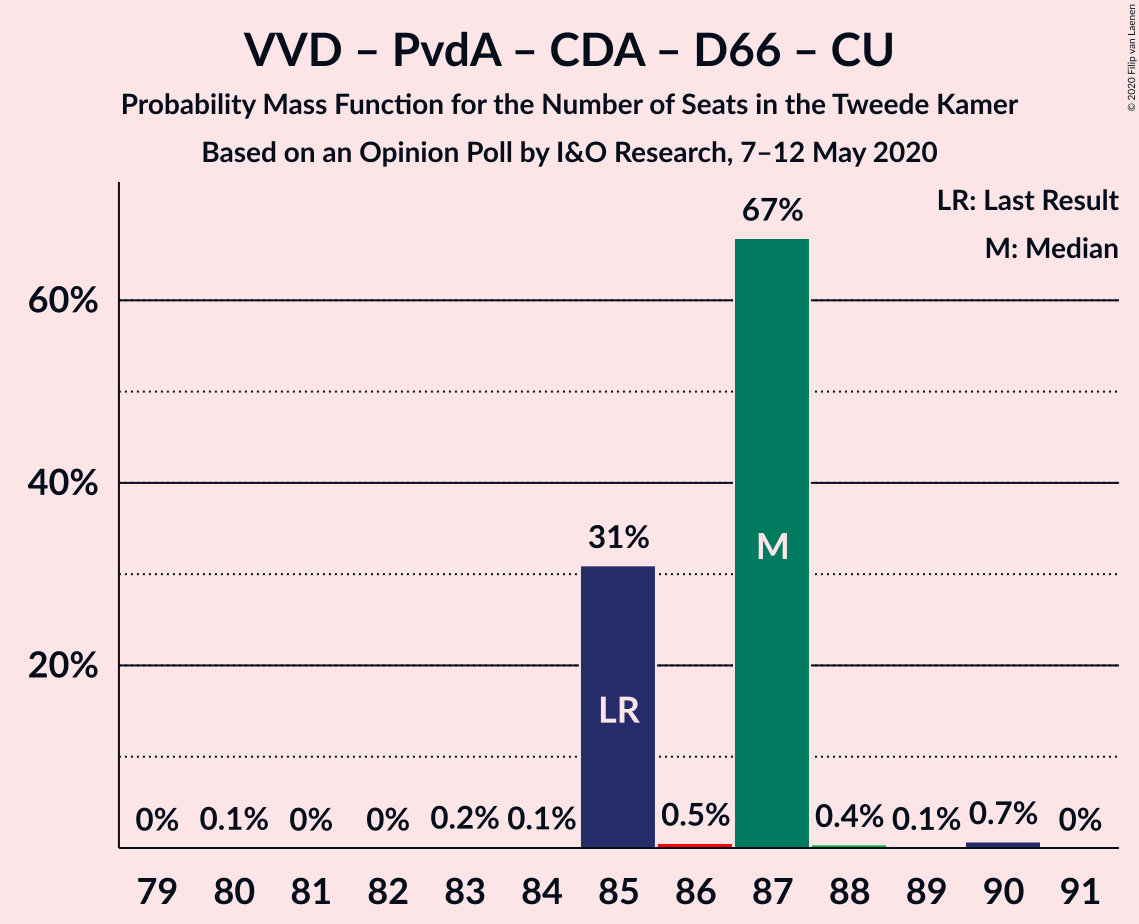 VVD – PvdA – CDA – D66 – CU
Probability Mass Function for the Number of Seats in the Tweede Kamer
Based on an Opinion Poll by I&O Research, 7–12 May 2020
© 2020 Filip van Laenen
LR: Last Result
M: Median
60%
40%
20%
67%
31%
M
LR
0% 0.1% 0% 0% 0.2% 0.1% 0.5% 0.4% 0.1% 0.7% 0%
79 80 81 82 83 84 85 86 87 88 89 90 91